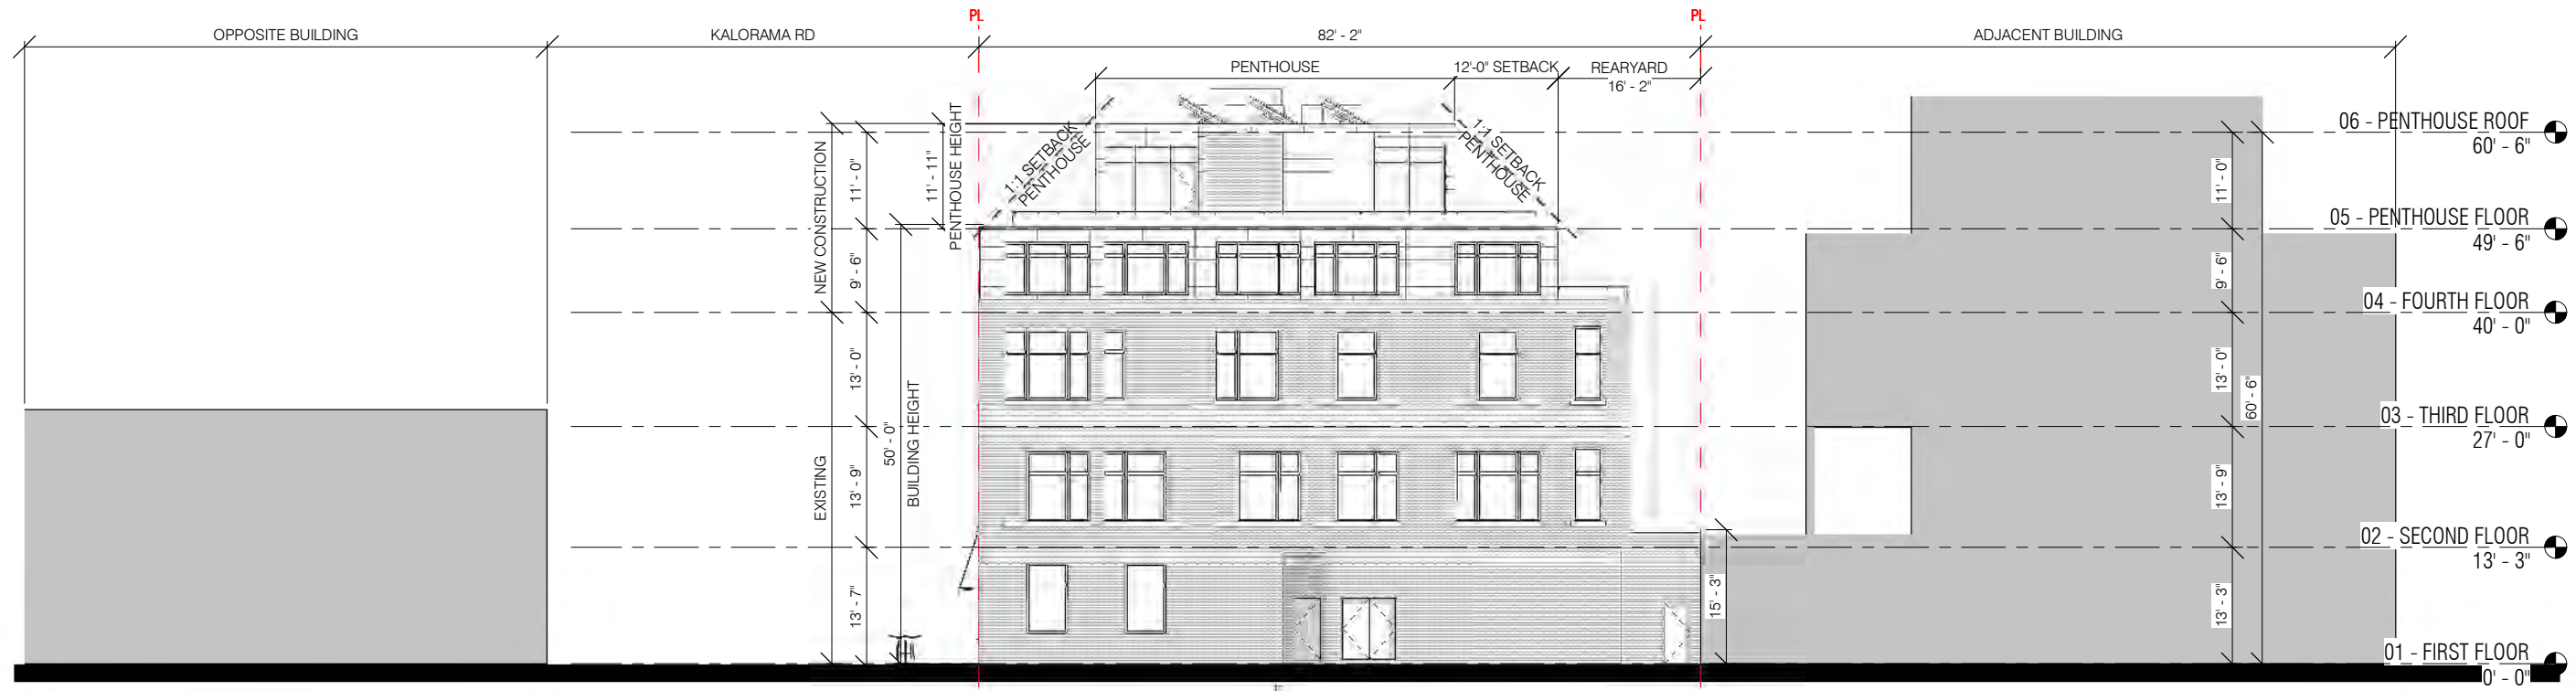 PL
PL
OPPOSITE BUILDING
KALORAMA RD
82' - 2"
ADJACENT BUILDING
PENTHOUSE
12'-0" SETBACK
REARYARD
16' - 2"
NEW CONSTRUCTION
EXISTING
11' - 0"
9' - 6"
13' - 0"
13' - 9"
13' - 7"
50' - 0"
BUILDING HEIGHT
11' - 11"
PENTHOUSE HEIGHT
1:1 SETBACK
PENTHOUSE
1:1 SETBACK
PENTHOUSE
15' - 3"
11' - 0"
9' - 6"
13' - 0"
13' - 9"
13' - 3"
60' - 6"
06 - PENTHOUSE ROOF
60' - 6"
05 - PENTHOUSE FLOOR
49' - 6"
04 - FOURTH FLOOR
40' - 0"
03 - THIRD FLOOR
27' - 0"
02 - SECOND FLOOR
13' - 3"
01 - FIRST FLOOR
0' - 0"